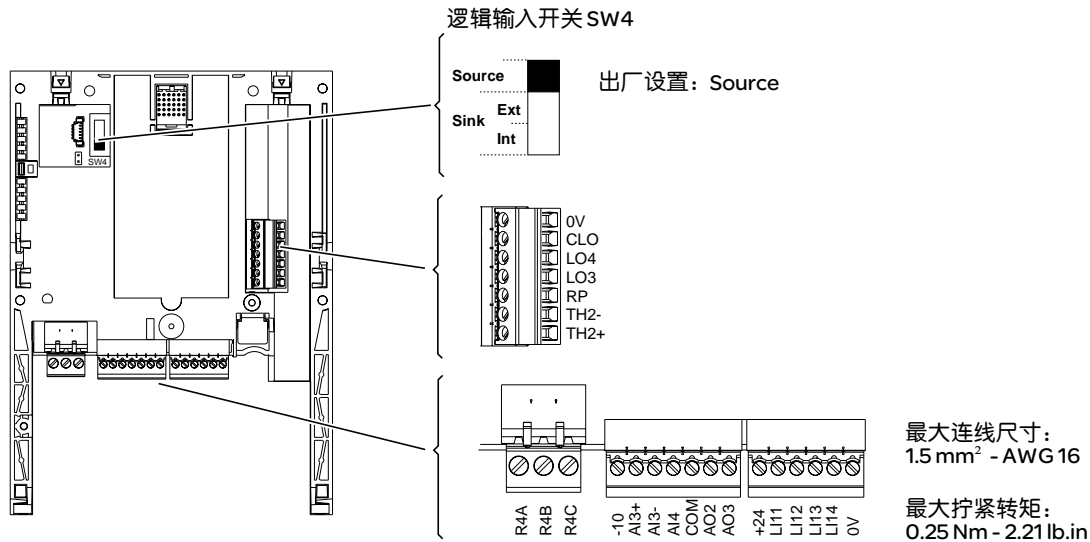 逻辑输入开关 SW4
Source
出厂设置：Source
Sink
Ext
Int
SW4
0V
CLO
LO4
LO3
RP
TH2-
TH2+
R4A
R4B
R4C
-10
AI3+
AI3-
AI4
COM
AO2
AO3
+24
LI11
LI12
LI13
LI14
0V
最大连线尺寸：
1.5 mm² - AWG 16
最大拧紧转矩：
0.25 Nm - 2.21 lb.in